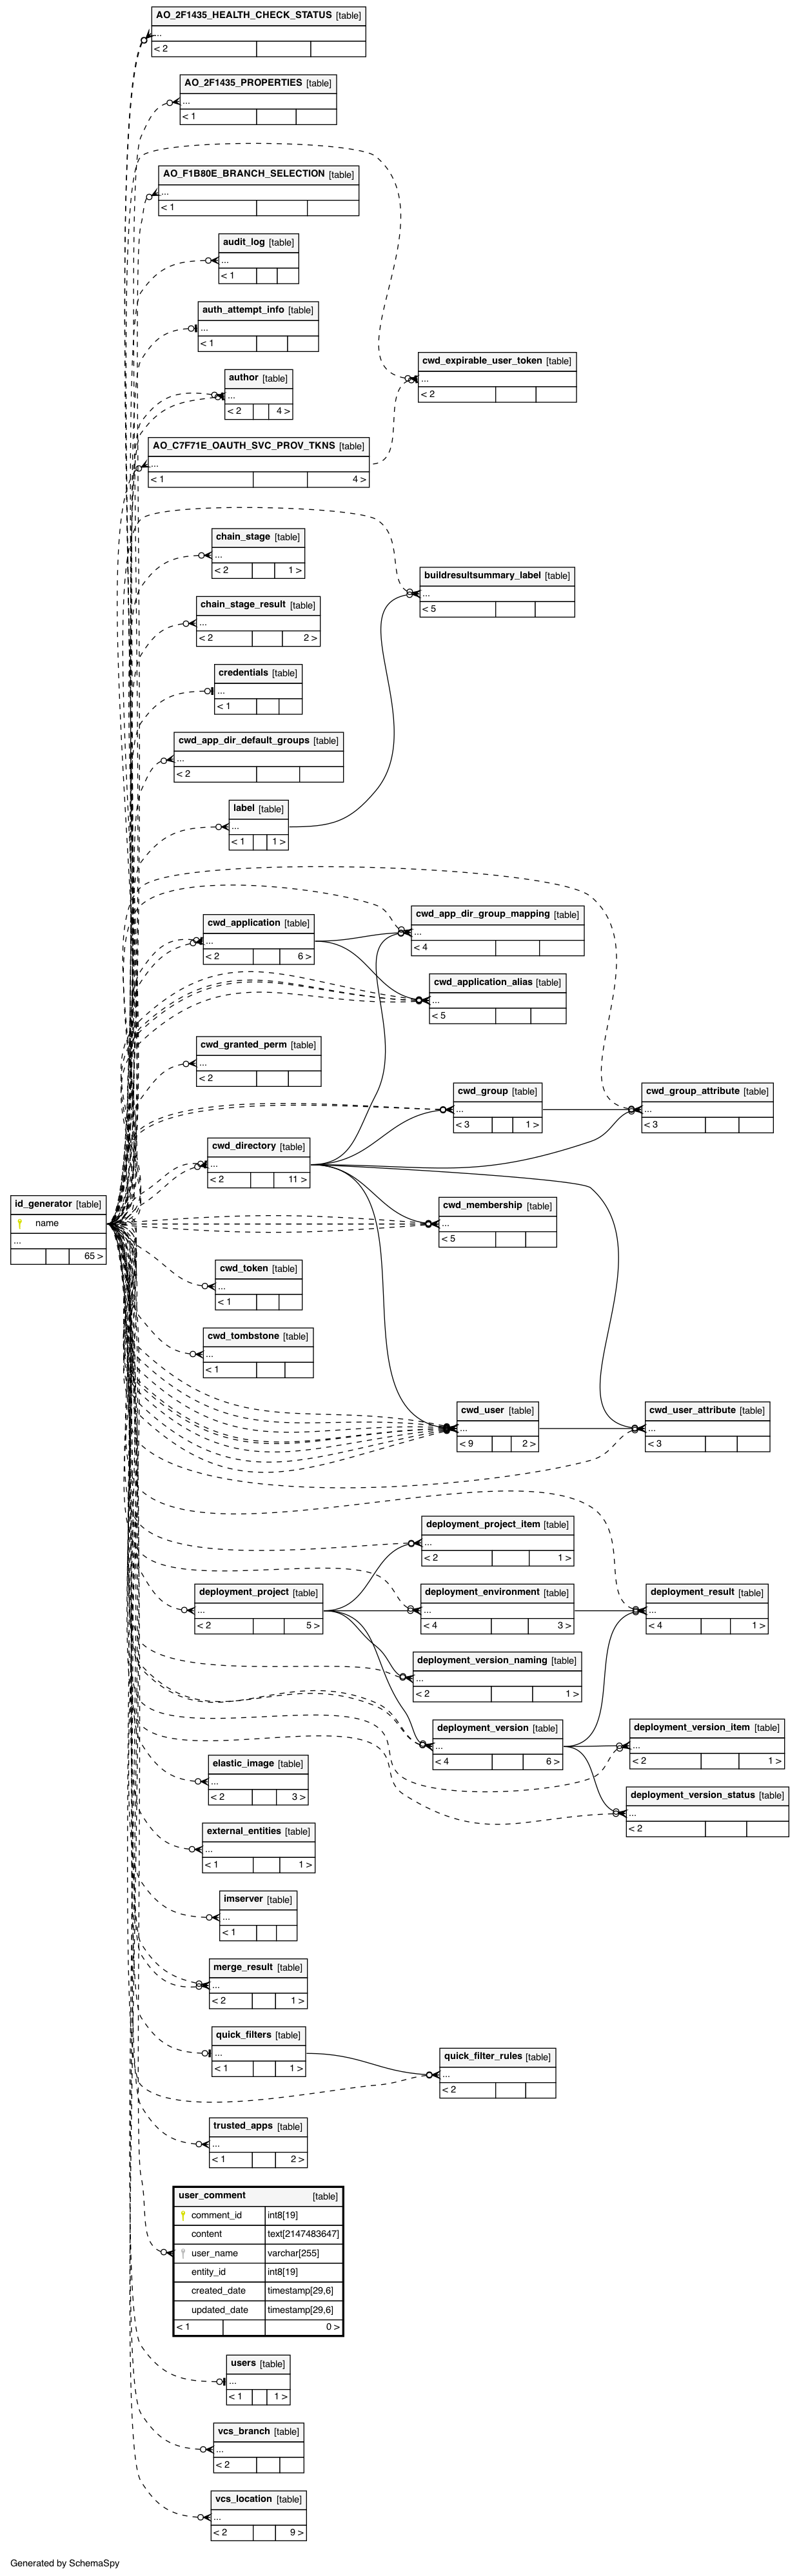 AO_2F1435_HEALTH_CHECK_STATUS [table]
...
< 2
AO_2F1435_PROPERTIES [table]
...
< 1
AO_F1B80E_BRANCH_SELECTION [table]
...
< 1
audit_log [table]
...
< 1
auth_attempt_info [table]
...
< 1
cwd_expirable_user_token [table]
...
< 2
author [table]
...
< 2 4 >
AO_C7F71E_OAUTH_SVC_PROV_TKNS [table]
...
< 1 4 >
chain_stage [table]
...
< 2 1 >
buildresultsummary_label [table]
...
< 5
chain_stage_result [table]
...
< 2 2 >
credentials [table]
...
< 1
cwd_app_dir_default_groups [table]
...
< 2
label [table]
...
< 1 1 >
cwd_app_dir_group_mapping [table]
...
< 4
cwd_application [table]
...
< 2 6 >
cwd_application_alias [table]
...
< 5
cwd_granted_perm [table]
...
< 2
cwd_group [table]
...
< 3 1 >
cwd_group_attribute [table]
...
< 3
cwd_directory [table]
...
< 2 11 >
id_generator [table]
name
...
65 >
cwd_membership [table]
...
< 5
cwd_token [table]
...
< 1
cwd_tombstone [table]
...
< 1
cwd_user [table]
...
< 9 2 >
cwd_user_attribute [table]
...
< 3
deployment_project_item [table]
...
< 2 1 >
deployment_project [table]
...
< 2 5 >
deployment_environment [table]
...
< 4 3 >
deployment_result [table]
...
< 4 1 >
deployment_version_naming [table]
...
< 2 1 >
deployment_version [table]
...
< 4 6 >
deployment_version_item [table]
...
< 2 1 >
elastic_image [table]
...
< 2 3 >
deployment_version_status [table]
...
< 2
external_entities [table]
...
< 1 1 >
imserver [table]
...
< 1
merge_result [table]
...
< 2 1 >
quick_filters [table]
...
< 1 1 >
quick_filter_rules [table]
...
< 2
trusted_apps [table]
...
< 1 2 >
user_comment [table]
comment_id int8[19]
content text[2147483647]
user_name varchar[255]
entity_id int8[19]
created_date timestamp[29,6]
updated_date timestamp[29,6]
< 1 0 >
users [table]
...
< 1 1 >
vcs_branch [table]
...
< 2
vcs_location [table]
...
< 2 9 >
Generated by SchemaSpy